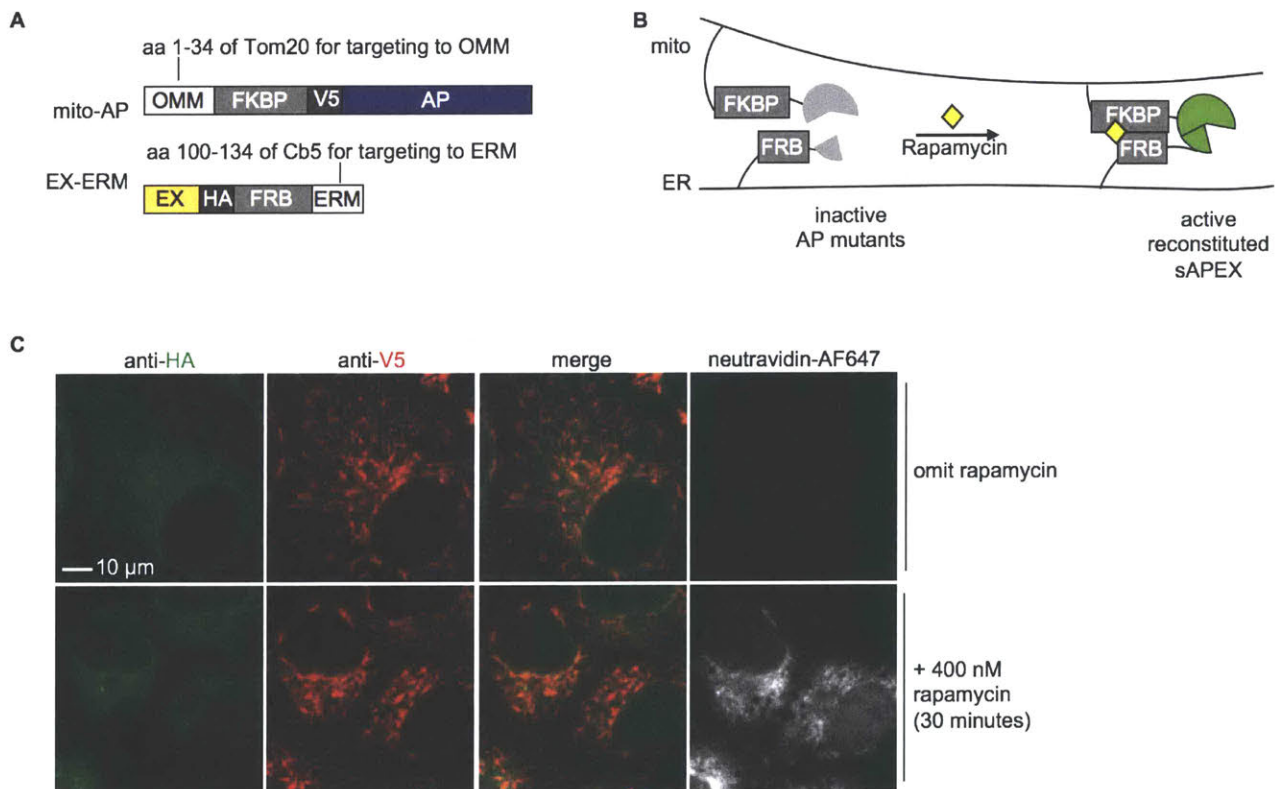 A
aa 1-34 of Tom20 for targeting to OMM
mito-AP
OMM FKBP V5 AP
aa 100-134 of Cb5 for targeting to ERM
EX-ERM
EX HA FRB ERM
B
mito
FKBP
FRB
Rapamycin
FKBP
FRB
ER
inactive
AP mutants
active
reconstituted
sAPEX
C
anti-HA anti-V5 merge neutravidin-AF647
10 µm
omit rapamycin
+ 400 nM
rapamycin
(30 minutes)